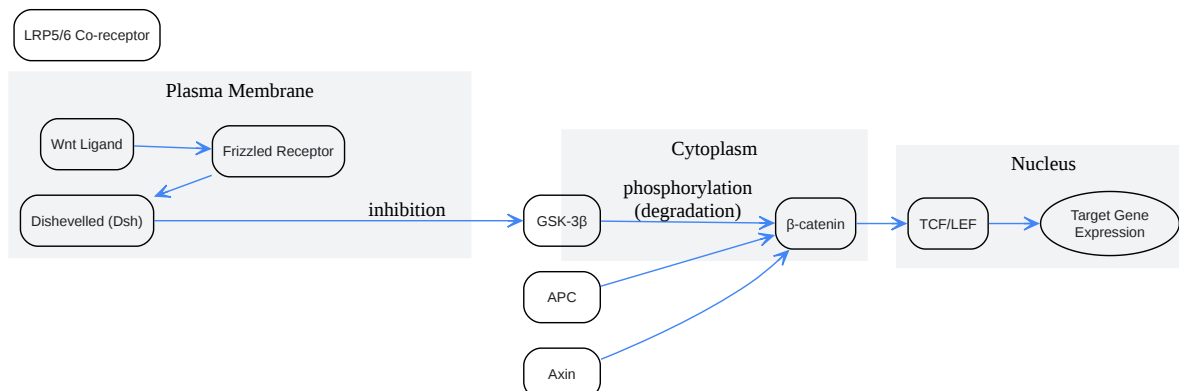 LRP5/6 Co-receptor
Plasma Membrane
Wnt Ligand
Frizzled Receptor
Dishevelled (Dsh)
inhibition
Cytoplasm
phosphorylation
(degradation)
GSK-3β
β-catenin
APC
Axin
Nucleus
TCF/LEF
Target Gene
Expression